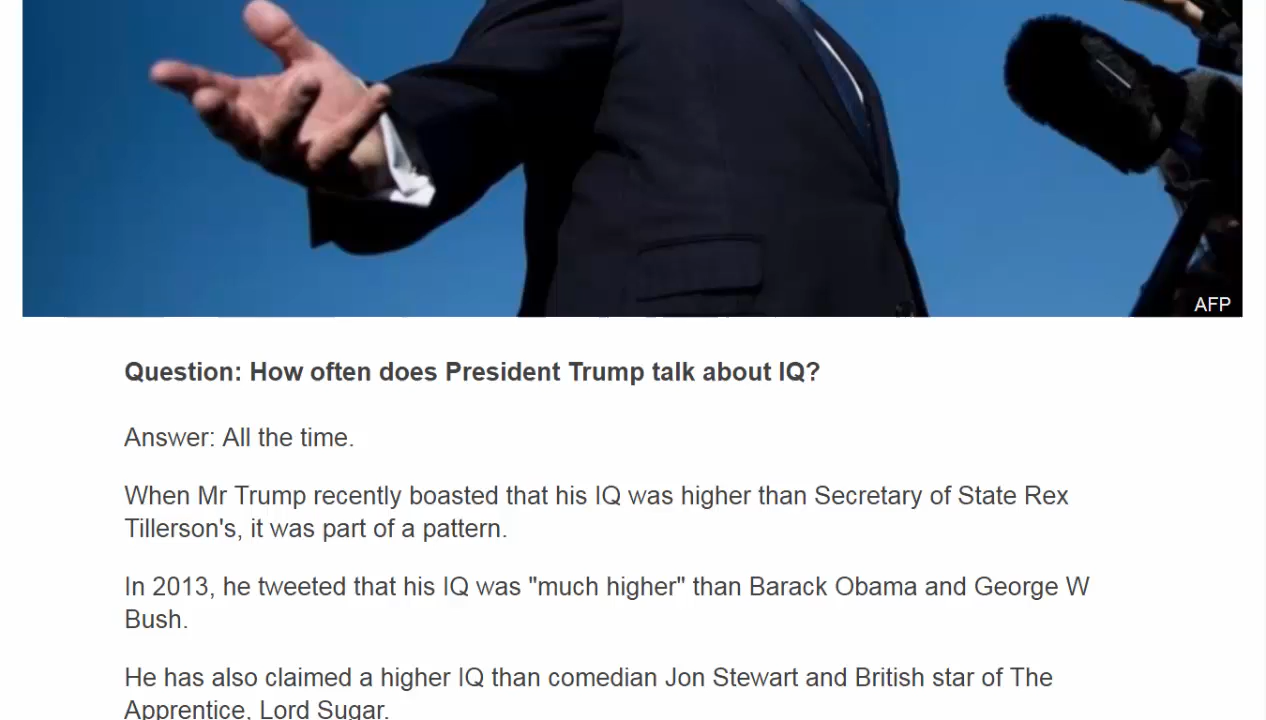 AFP
Question: How often does President Trump talk about IQ?
Answer: All the time.
When Mr Trump recently boasted that his IQ was higher than Secretary of State Rex
Tillerson's, it was part of a pattern.
In 2013, he tweeted that his IQ was "much higher" than Barack Obama and George W
Bush.
He has also claimed a higher IQ than comedian Jon Stewart and British star of The
Apprentice, Lord Sugar.